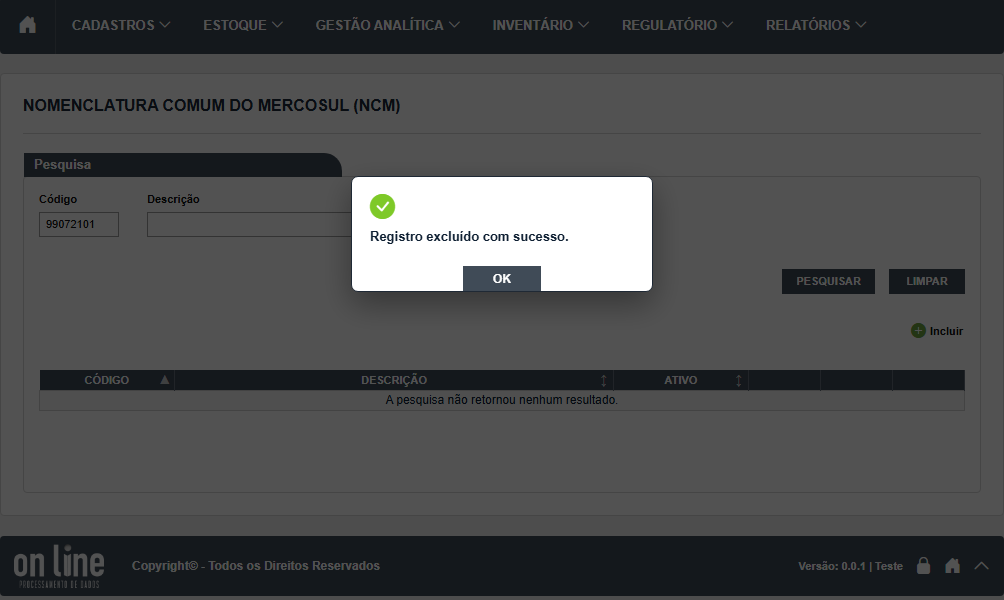 CADASTROS ESTOQUE GESTÃO ANALÍTICA INVENTÁRIO REGULATÓRIO RELATÓRIOS
NOMENCLATURA COMUM DO MERCOSUL (NCM)
Pesquisa
Código Descrição
99072101
Registro excluído com sucesso.
OK
PESQUISAR LIMPAR
Incluir
CÓDIGO DESCRIÇÃO ATIVO
A pesquisa não retornou nenhum resultado.
on line
PROCESSAMENTO DE DADOS
Copyright© - Todos os Direitos Reservados
Versão: 0.0.1 | Teste